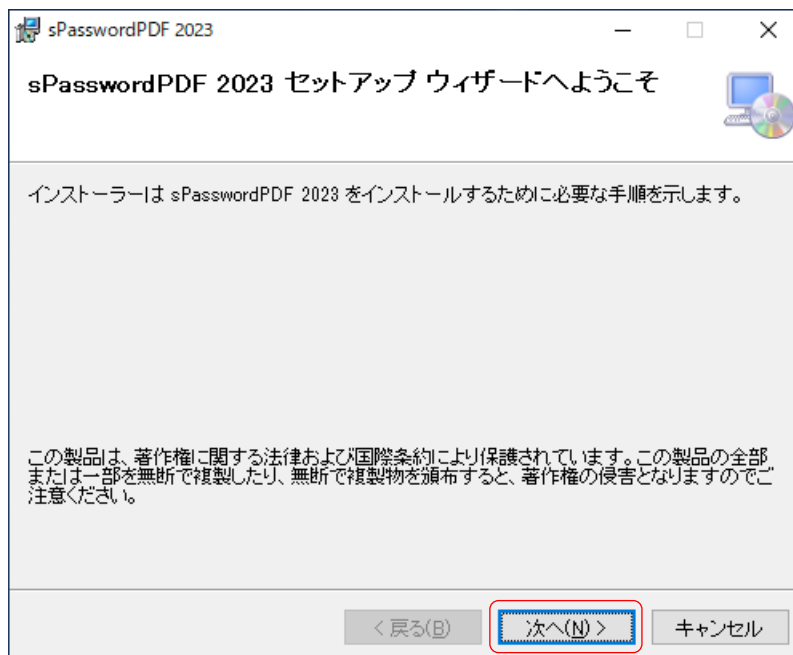 sPasswordPDF 2023
sPasswordPDF 2023 セットアップ ウィザードへようこそ
インストーラーは sPasswordPDF 2023 をインストールするために必要な手順を示します。
この製品は、著作権に関する法律および国際条約により保護されています。この製品の全部
または一部を無断で複製したり、無断で複製物を頒布すると、著作権の侵害となりますのでご
注意ください。
< 戻る(B) 次へ(N) > キャンセル